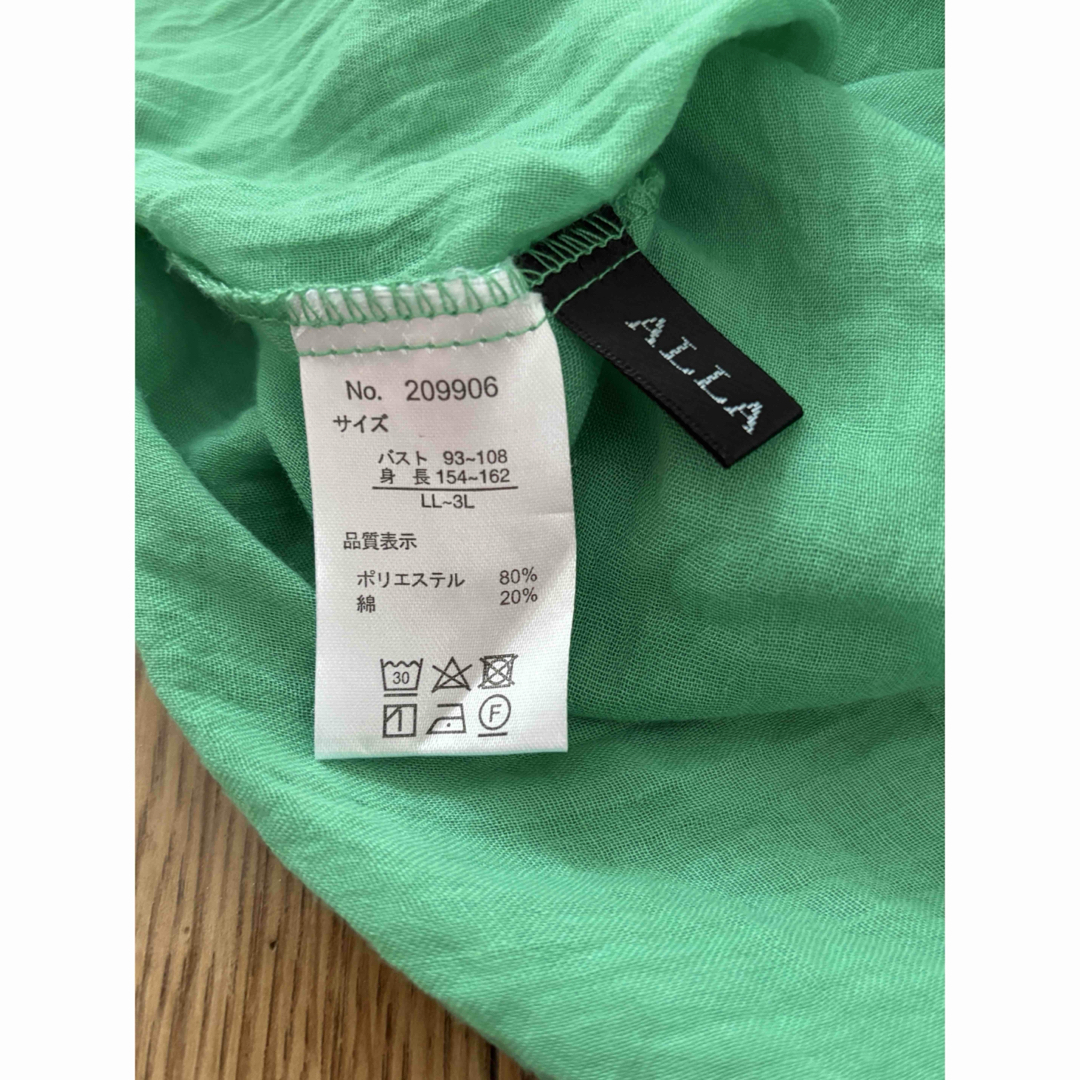 No. 209906
サイズ
バスト 93~108
身 長 154~162
LL~3L
品質表示
ポリエステル 80%
綿 20%
30
F
ALLA